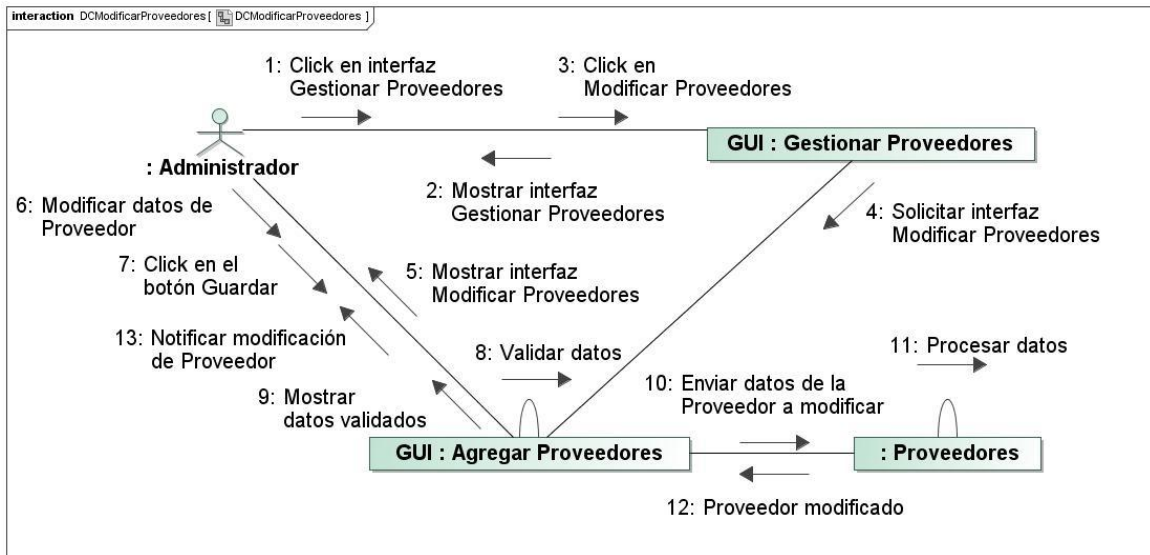 interaction DCModificarProveedores [ DCModificarProveedores ]
1: Click en interfaz
Gestionar Proveedores
3: Click en
Modificar Proveedores
GUI : Gestionar Proveedores
: Administrador
2: Mostrar interfaz
Gestionar Proveedores
6: Modificar datos de
Proveedor
4: Solicitar interfaz
Modificar Proveedores
7: Click en el
botón Guardar
5: Mostrar interfaz
Modificar Proveedores
13: Notificar modificación
de Proveedor
8: Validar datos
11: Procesar datos
9: Mostrar
datos validados
10: Enviar datos de la
Proveedor a modificar
GUI : Agregar Proveedores
: Proveedores
12: Proveedor modificado